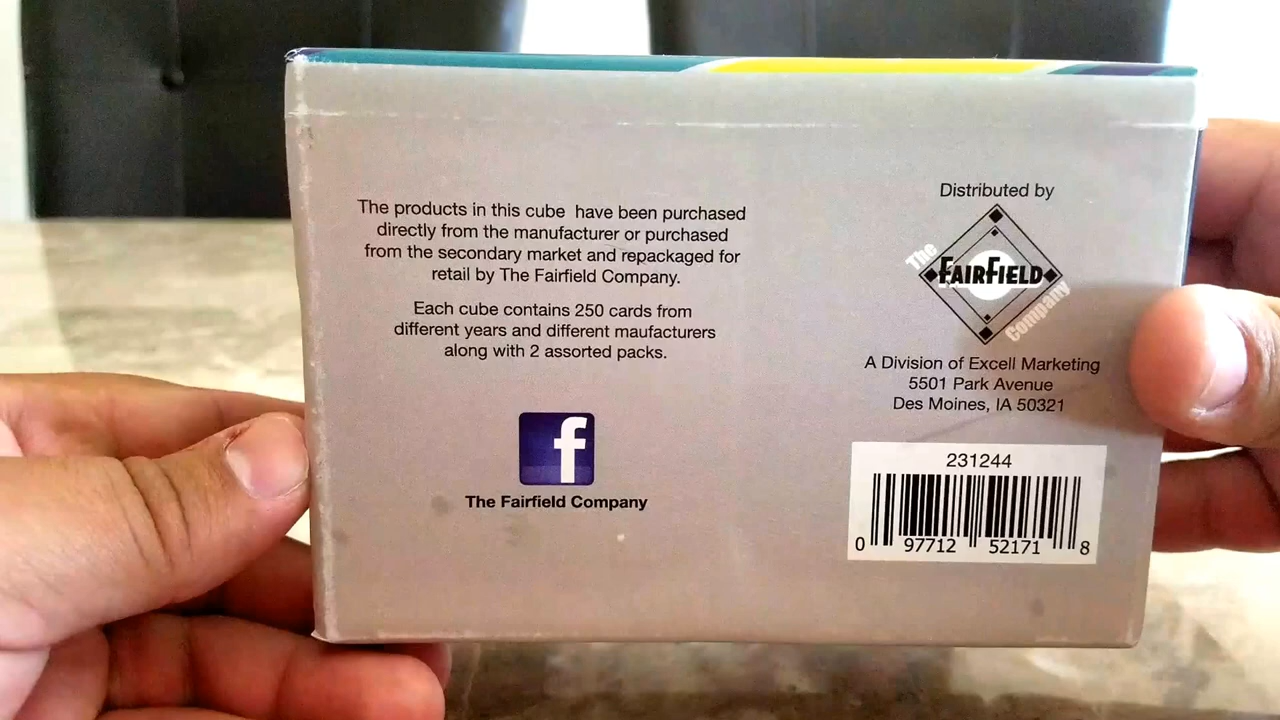 The products in this cube have been purchased
directly from the manufacturer or purchased
from the secondary market and repackaged for
retail by The Fairfield Company.
Each cube contains 250 cards from
different years and different maufacturers
along with 2 assorted packs.
f
The Fairfield Company
Distributed by
The
FAIRFIELD
Company
A Division of Excell Marketing
5501 Park Avenue
Des Moines, IA 50321
231244
0 97712 52171 8